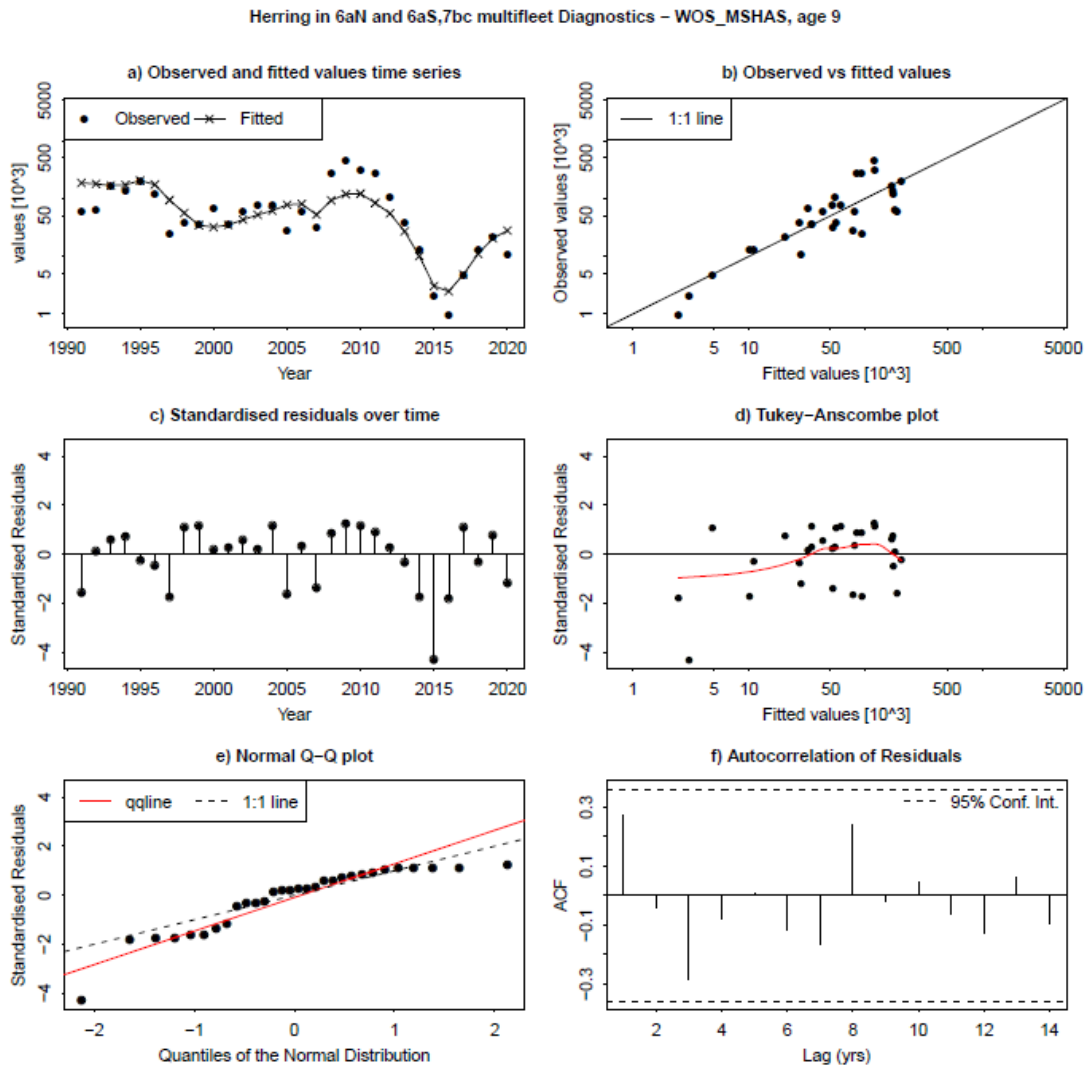 Herring in 6aN and 6aS,7bc multifleet Diagnostics − WOS_MSHAS, age 9
a) Observed and fitted values time series
values [10^3]
5000
500
50
5
1
Observed
Fitted
1990 1995 2000 2005 2010 2015 2020
Year
b) Observed vs fitted values
Observed values [10^3]
5000
500
50
5
1
1:1 line
1 5 10 50 500 5000
Fitted values [10^3]
c) Standardised residuals over time
Standardised Residuals
4
2
0
−2
−4
1990 1995 2000 2005 2010 2015 2020
Year
d) Tukey−Anscombe plot
Standardised Residuals
4
2
0
−2
−4
1 5 10 50 500 5000
Fitted values [10^3]
e) Normal Q−Q plot
Standardised Residuals
4
2
0
−2
−4
qqline
1:1 line
−2 −1 0 1 2
Quantiles of the Normal Distribution
f) Autocorrelation of Residuals
ACF
0.3
0.1
−0.1
−0.3
95% Conf. Int.
2 4 6 8 10 12 14
Lag (yrs)